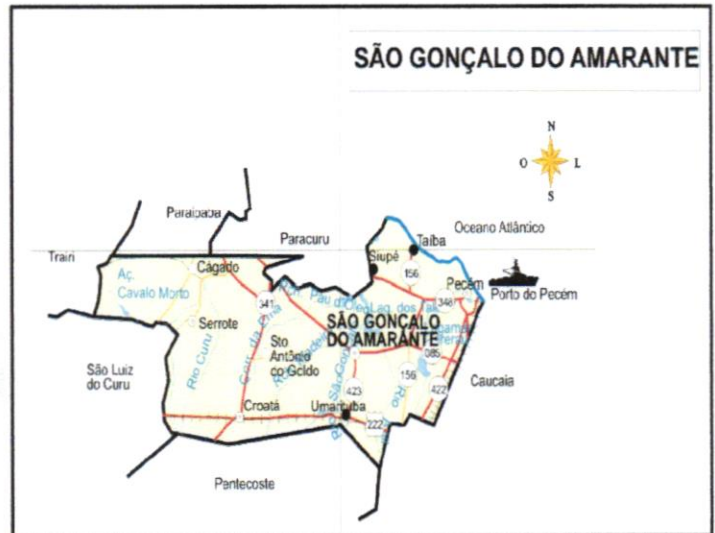 SÃO GONÇALO DO AMARANTE
N
O
L
S
Paraipaba
Paracuru
Taíba
Oceano Atlântico
Trairi
Siupé
Aç.
Cavalo Morto
Cágado
156
Pecém
Porto do Pecém
341
348
Lag. dos
Serrote
SÃO GONÇALO
DO AMARANTE
Sto
Antônio
Rio Curu
085
São Luiz
do Curu
156
Caucaia
423
422
Croatá
Umarituba
222
Pentecoste